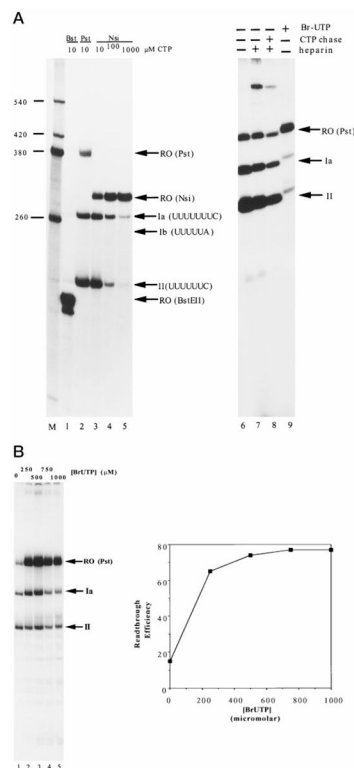 A
Bst Pst Nsi
10 10 10 100 1000 μM CTP
540
420
380
260
RO (Pst)
RO (Nsi)
Ia (UUUUUUC)
Ib (UUUUUA)
II(UUUUUC)
RO (BstEII)
M 1 2 3 4 5
Br-UTP – – – +
CTP chase – – + –
heparin – + + –
RO (Pst)
Ia
II
6 7 8 9
B
250 750
0 500 1000 [BrUTP] (μM)
RO (Pst)
Ia
II
1 2 3 4 5
Readthrough
Efficiency
80
60
40
20
0
0 200 400 600 800 1000
[BrUTP]
(micromolar)